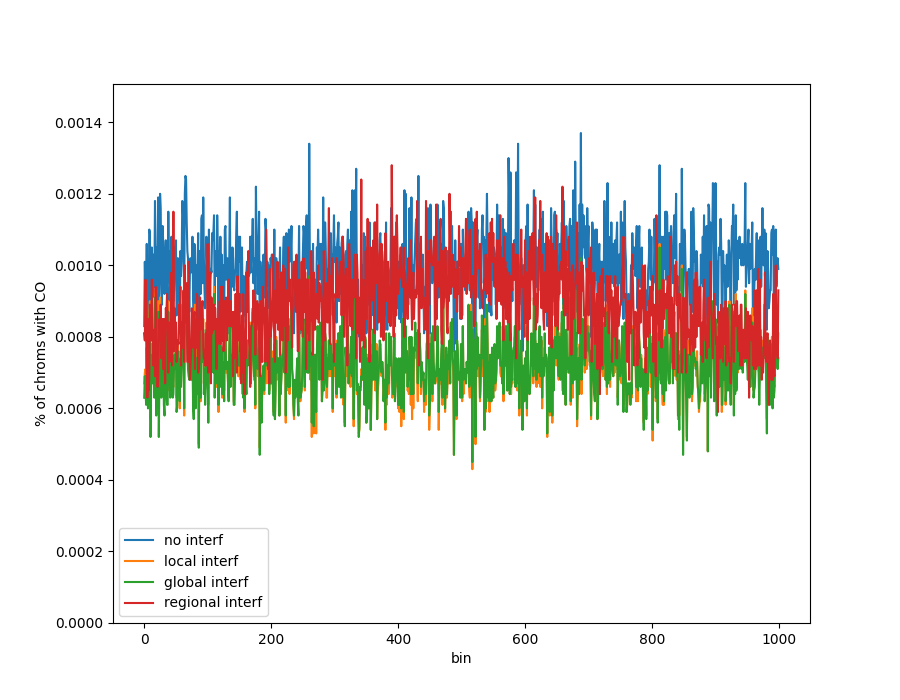 0.0014
0.0012
0.0010
0.0008
0.0006
0.0004
0.0002
0.0000
% of chroms with CO
no interf
local interf
global interf
regional interf
0 200 400 600 800 1000
bin